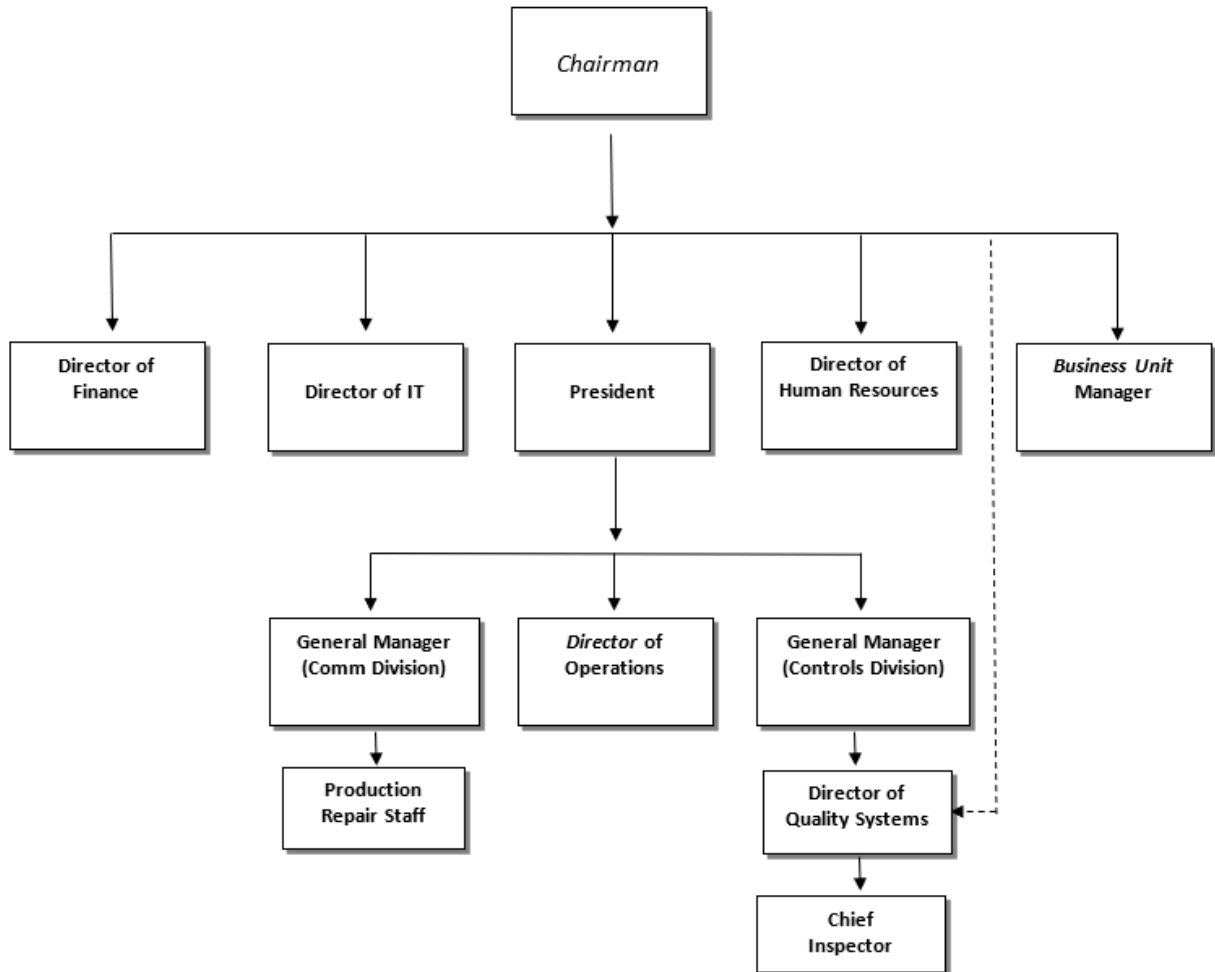 Chairman
Director of
Finance
Director of IT
President
Director of
Human Resources
Business Unit
Manager
General Manager
(Comm Division)
Director of
Operations
General Manager
(Controls Division)
Production
Repair Staff
Director of
Quality Systems
Chief
Inspector